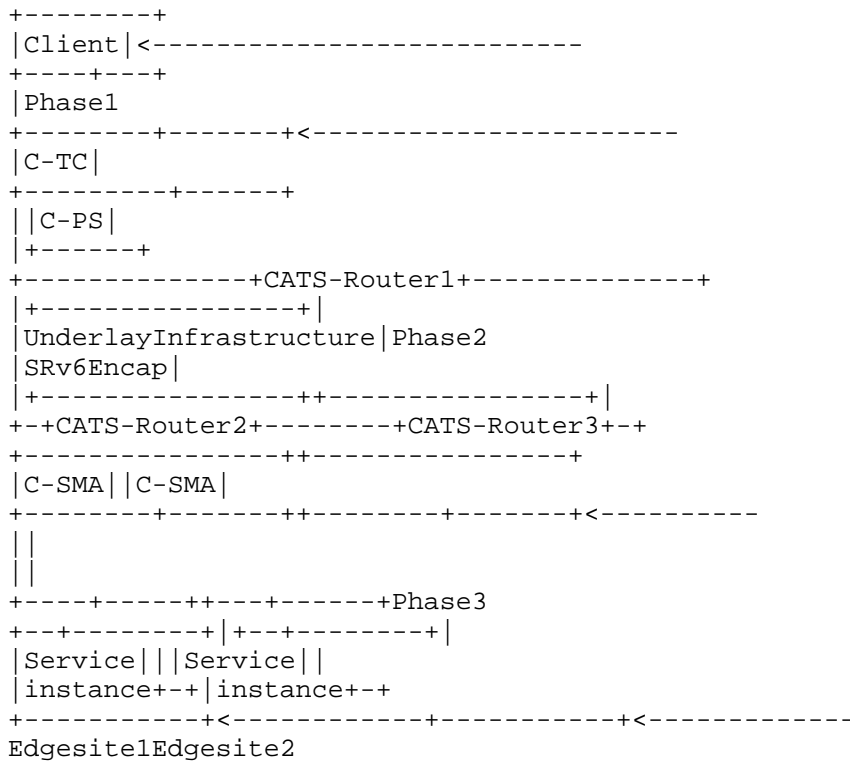 +--------+
|Client|<---------------------------
+----+---+
|Phase1
+--------+-------+<-----------------------
|C-TC|
+---------+------+
||C-PS|
|+------+
+---------------+CATS-Router1+--------------+
|+----------------+|
|UnderlayInfrastructure|Phase2
|SRv6Encap|
|+----------------++----------------+|
+-+CATS-Router2+--------+CATS-Router3+-+
+----------------++----------------+
|C-SMA||C-SMA|
+--------+-------++--------+-------+<----------
||
||
+----+-----++---+------+Phase3
+--+--------+|+--+--------+|
|Service|||Service||
|instance+-+|instance+-+
+-----------+<------------+-----------+<-------------
Edgesite1Edgesite2